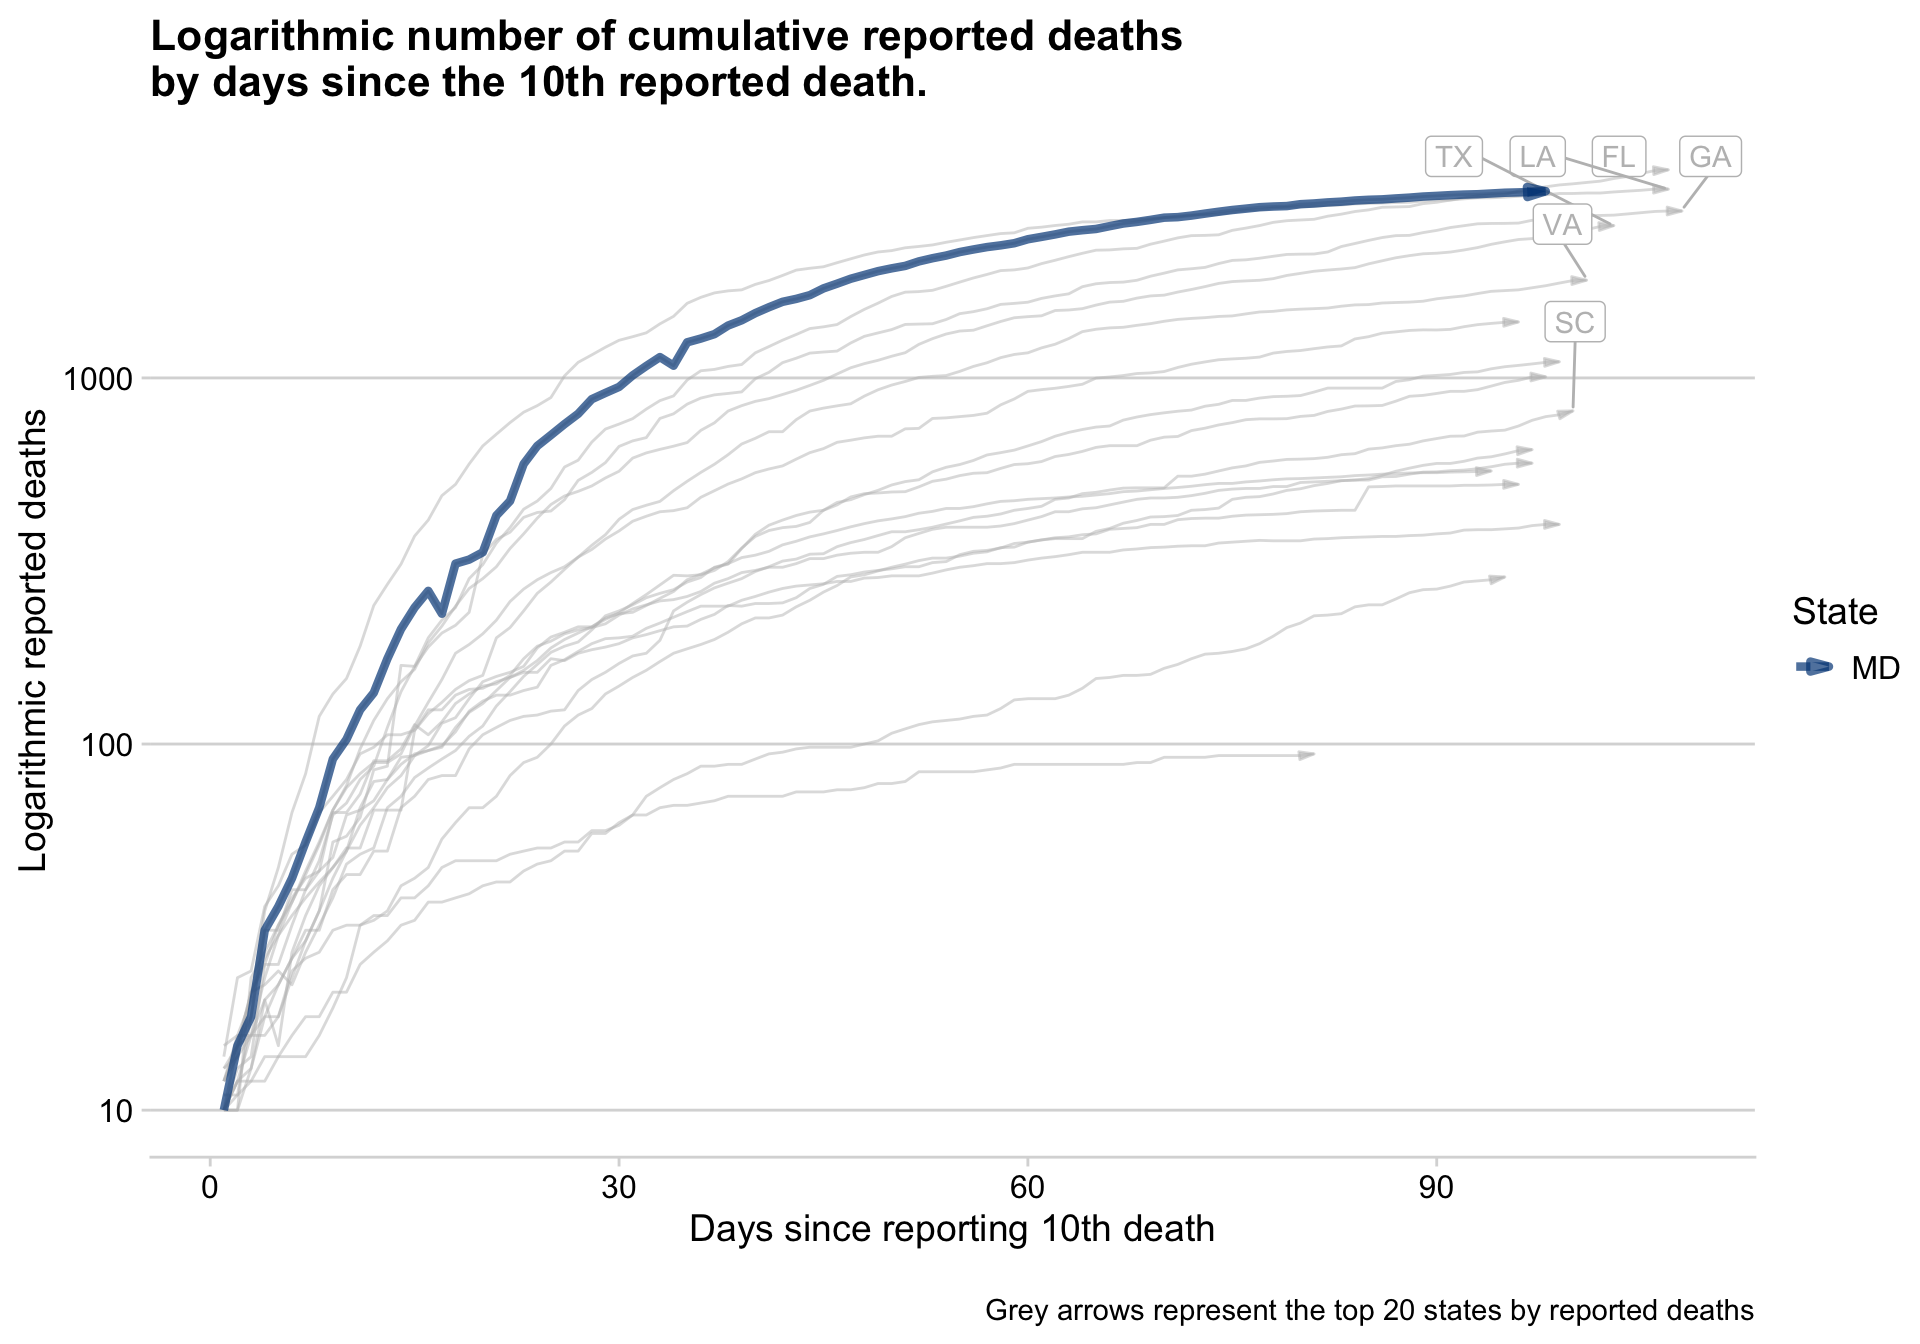 Logarithmic number of cumulative reported deaths
by days since the 10th reported death.
TX LA FL GA
VA
SC
1000
100
10
Logarithmic reported deaths
State
MD
0 30 60 90
Days since reporting 10th death
Grey arrows represent the top 20 states by reported deaths